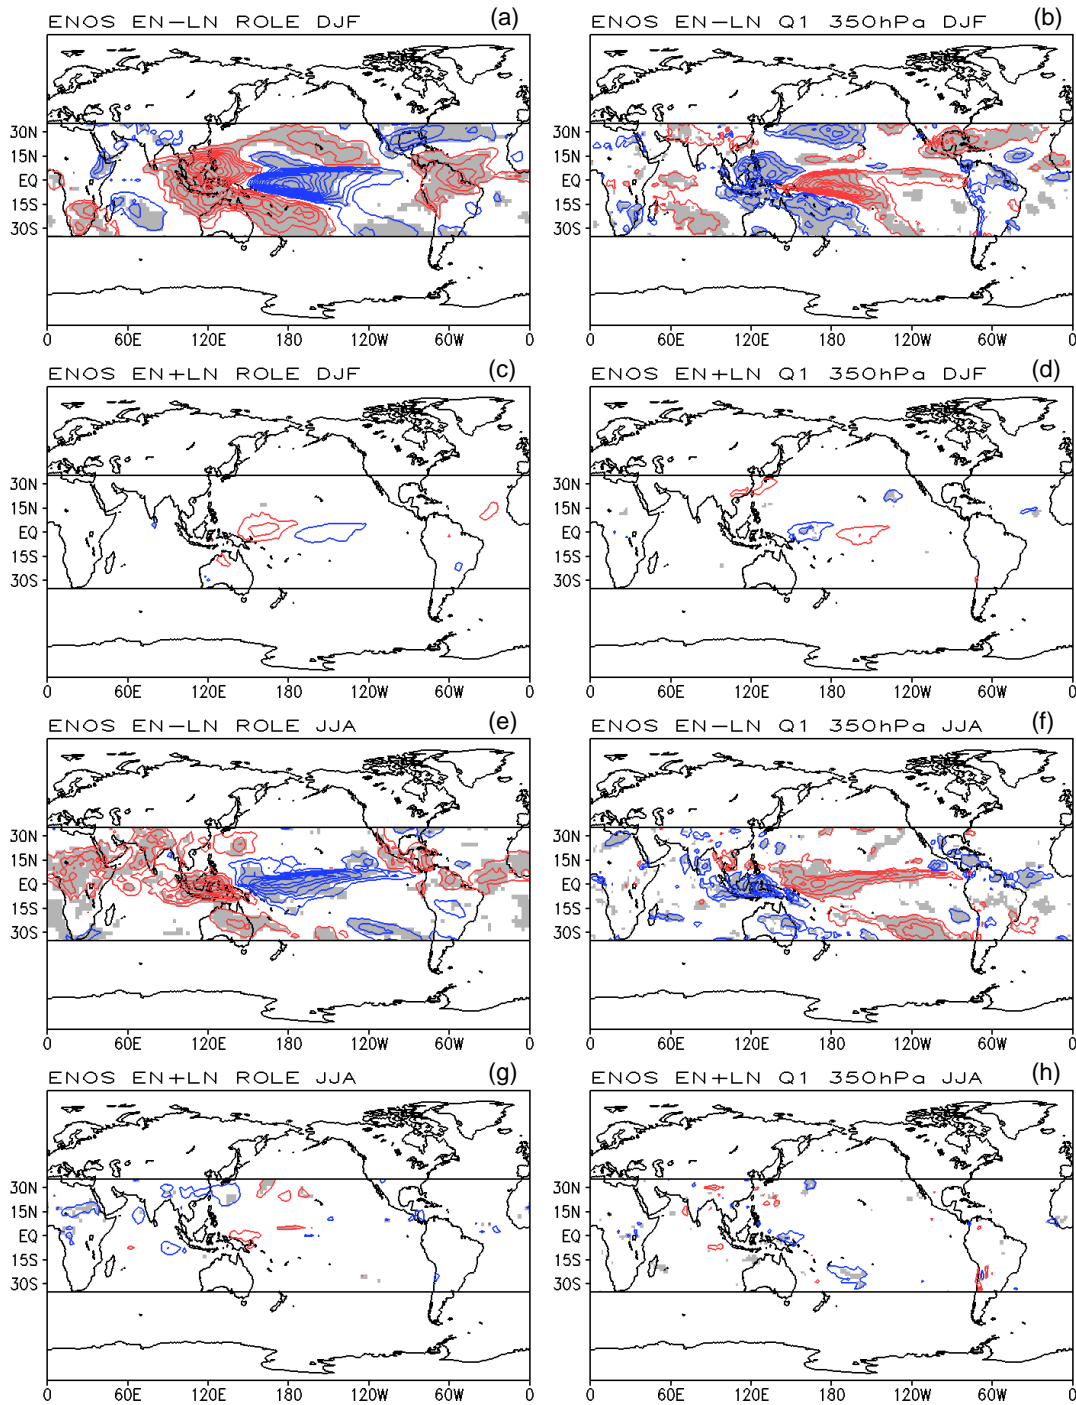 ENOS EN−LN ROLE DJF (a)
ENOS EN−LN Q1 350hPa DJF (b)
30N
15N
EQ
15S
30S
0 60E 120E 180 120W 60W 0
30N
15N
EQ
15S
30S
0 60E 120E 180 120W 60W 0
ENOS EN+LN ROLE DJF (c)
ENOS EN+LN Q1 350hPa DJF (d)
30N
15N
EQ
15S
30S
0 60E 120E 180 120W 60W 0
30N
15N
EQ
15S
30S
0 60E 120E 180 120W 60W 0
ENOS EN−LN ROLE JJA (e)
ENOS EN−LN Q1 350hPa JJA (f)
30N
15N
EQ
15S
30S
0 60E 120E 180 120W 60W 0
30N
15N
EQ
15S
30S
0 60E 120E 180 120W 60W 0
ENOS EN+LN ROLE JJA (g)
ENOS EN+LN Q1 350hPa JJA (h)
30N
15N
EQ
15S
30S
0 60E 120E 180 120W 60W 0
30N
15N
EQ
15S
30S
0 60E 120E 180 120W 60W 0